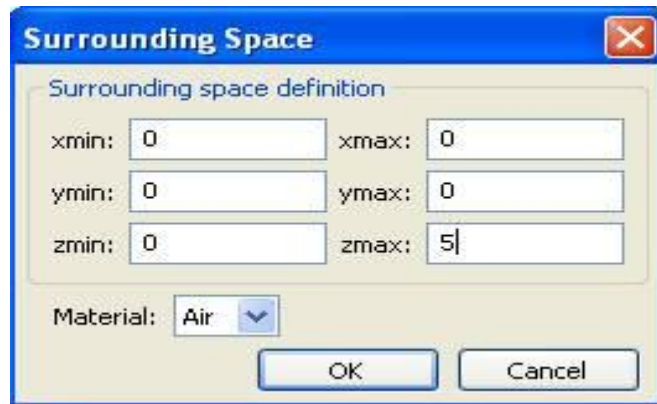 Surrounding Space
Surrounding space definition
xmin: 0 xmax: 0
ymin: 0 ymax: 0
zmin: 0 zmax: 5
Material: Air
OK Cancel